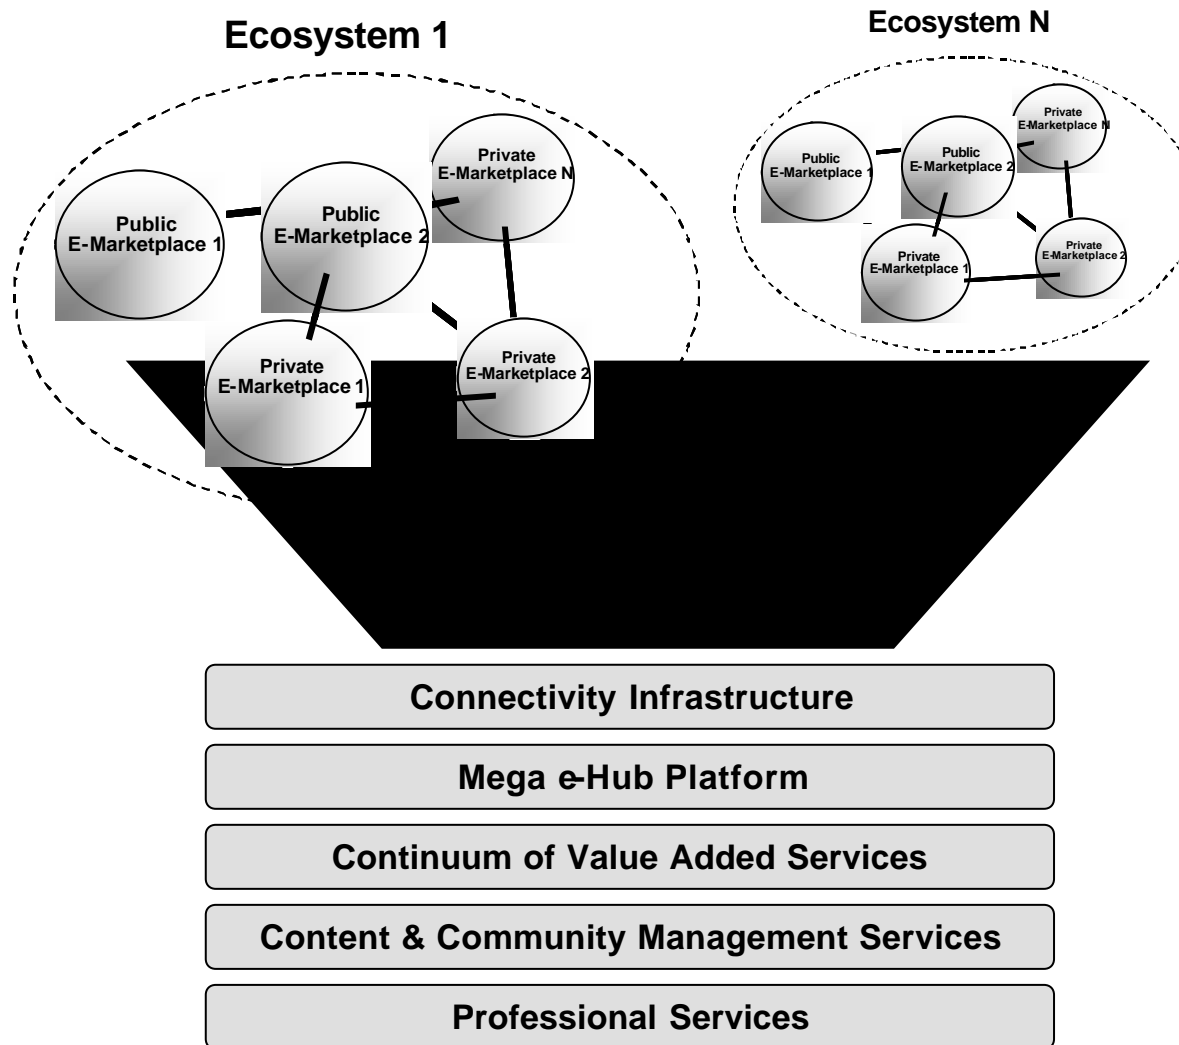 Ecosystem 1
Ecosystem N
Public
E-Marketplace 1
Public
E-Marketplace 2
Private
E-Marketplace N
Private
E-Marketplace 1
Private
E-Marketplace 2
Public
E-Marketplace 1
Public
E-Marketplace 2
Private
E-Marketplace N
Private
E-Marketplace 1
Private
E-Marketplace 2
Connectivity Infrastructure
Mega e-Hub Platform
Continuum of Value Added Services
Content & Community Management Services
Professional Services